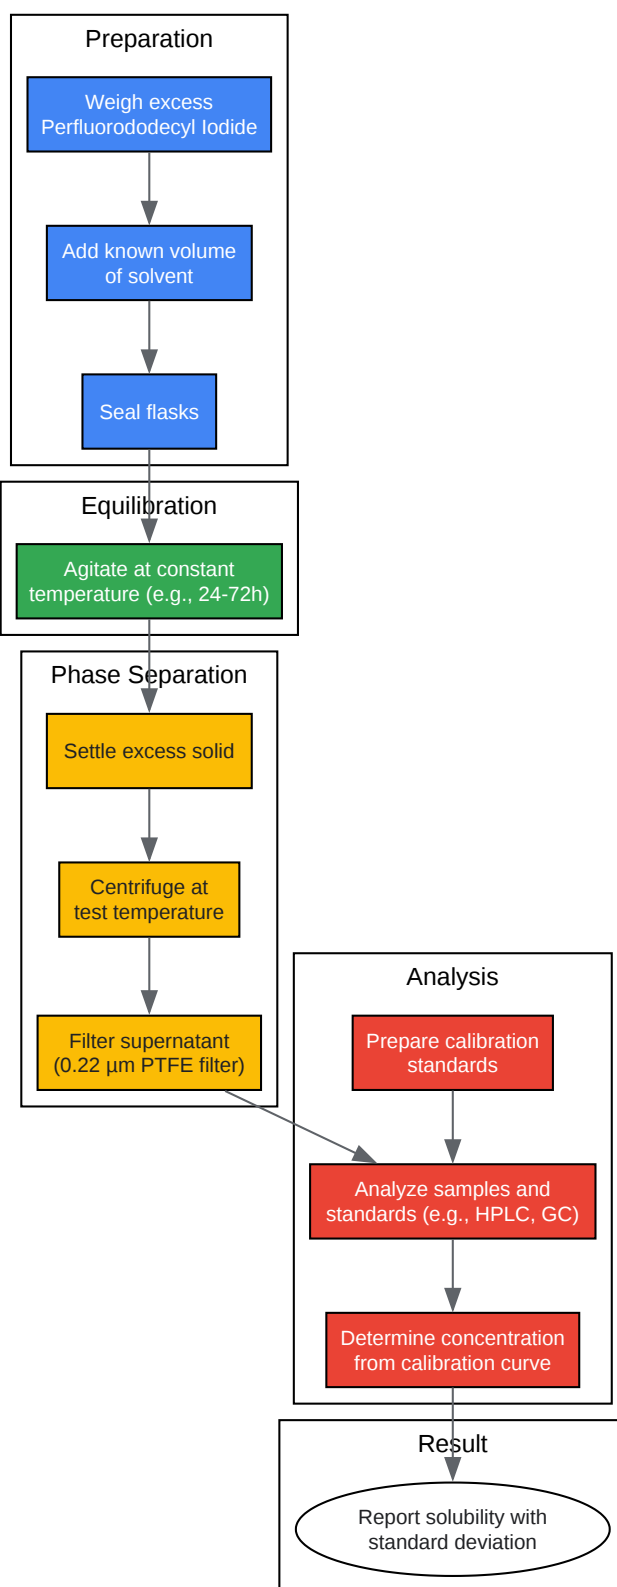 Preparation
Weigh excess
Perfluorododecyl Iodide
Add known volume
of solvent
Seal flasks
Equilibration
Agitate at constant
temperature (e.g., 24-72h)
Phase Separation
Settle excess solid
Centrifuge at
test temperature
Filter supernatant
(0.22 µm PTFE filter)
Analysis
Prepare calibration
standards
Analyze samples and
standards (e.g., HPLC, GC)
Determine concentration
from calibration curve
Result
Report solubility with
standard deviation